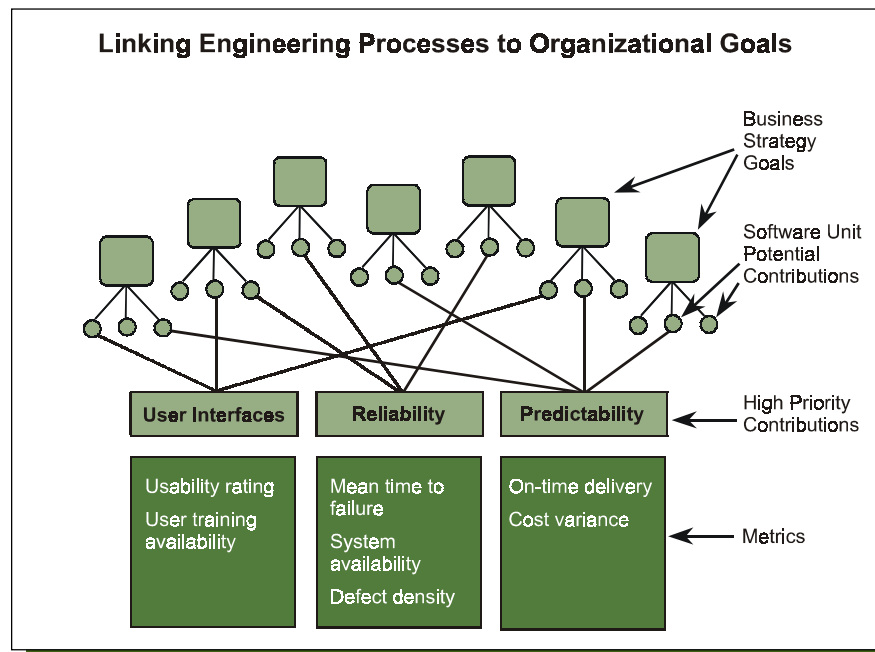 Linking Engineering Processes to Organizational Goals
Business
Strategy
Goals
Software Unit
Potential
Contributions
User Interfaces
Reliability
Predictability
High Priority
Contributions
Usability rating
User training
availability
Mean time to
failure
System
availability
Defect density
On-time delivery
Cost variance
Metrics